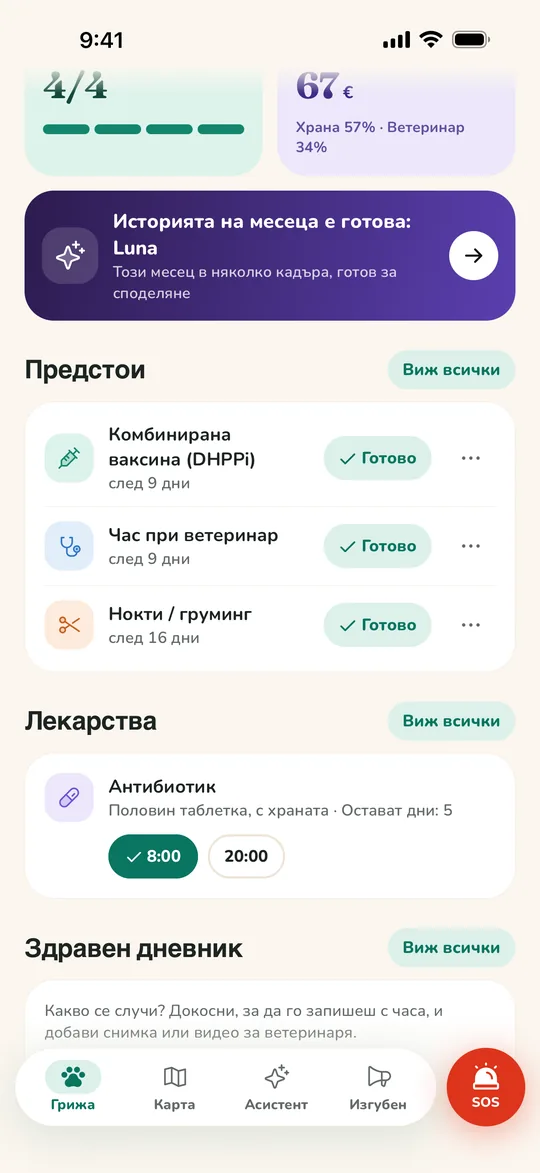 9:41
4/4
67 €
Храна 57% · Ветеринар
34%
Историята на месеца е готова:
Luna
Този месец в няколко кадъра, готов за
споделяне
Предстои
Виж всички
Комбинирана
ваксина (DHPPi)
след 9 дни
Готово
Час при ветеринар
след 9 дни
Готово
Нокти / груминг
след 16 дни
Готово
Лекарства
Виж всички
Антибиотик
Половин таблетка, с храната · Остават дни: 5
8:00
20:00
Здравен дневник
Виж всички
Какво се случи? Докосни, за да го запишеш с часа, и
добави снимка или видео за ветеринаря.
Грижа
Карта
Асистент
Изгубен
SOS